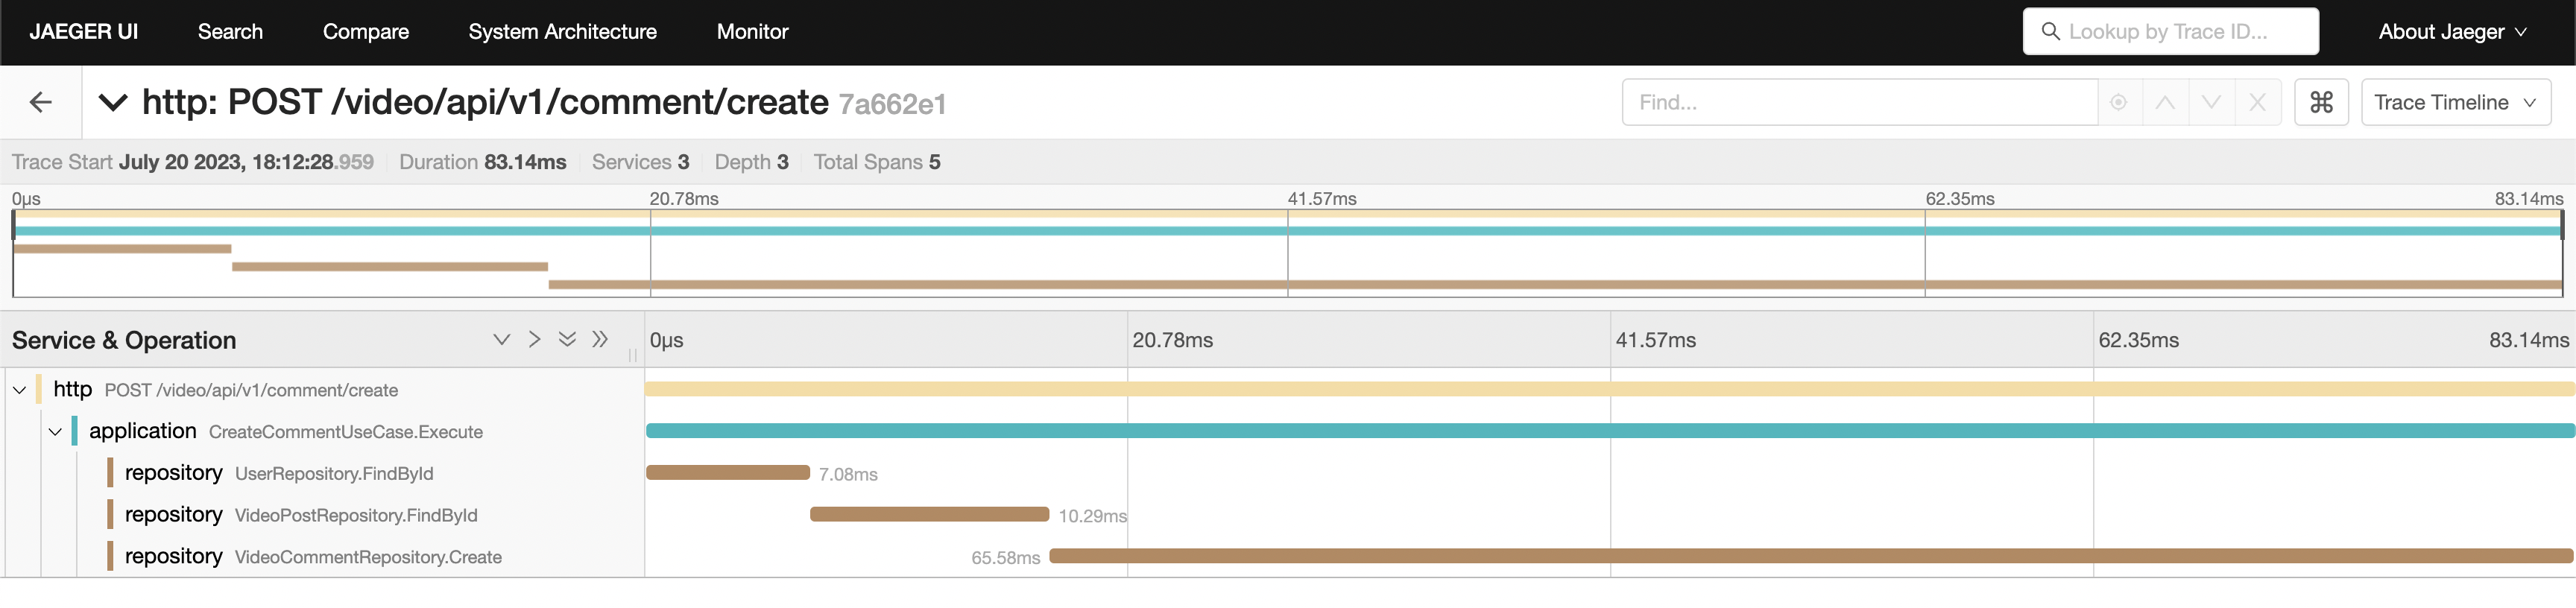 JAEGER UI Search Compare System Architecture Monitor Lookup by Trace ID... About Jaeger
http: POST /video/api/v1/comment/create 7a662e1 Find... ⌘ Trace Timeline
Trace Start July 20 2023, 18:12:28.959 Duration 83.14ms Services 3 Depth 3 Total Spans 5
0μs 20.78ms 41.57ms 62.35ms 83.14ms
Service & Operation 0μs 20.78ms 41.57ms 62.35ms 83.14ms
http POST /video/api/v1/comment/create
application CreateCommentUseCase.Execute
repository UserRepository.FindById 7.08ms
repository VideoPostRepository.FindById 10.29ms
repository VideoCommentRepository.Create 65.58ms